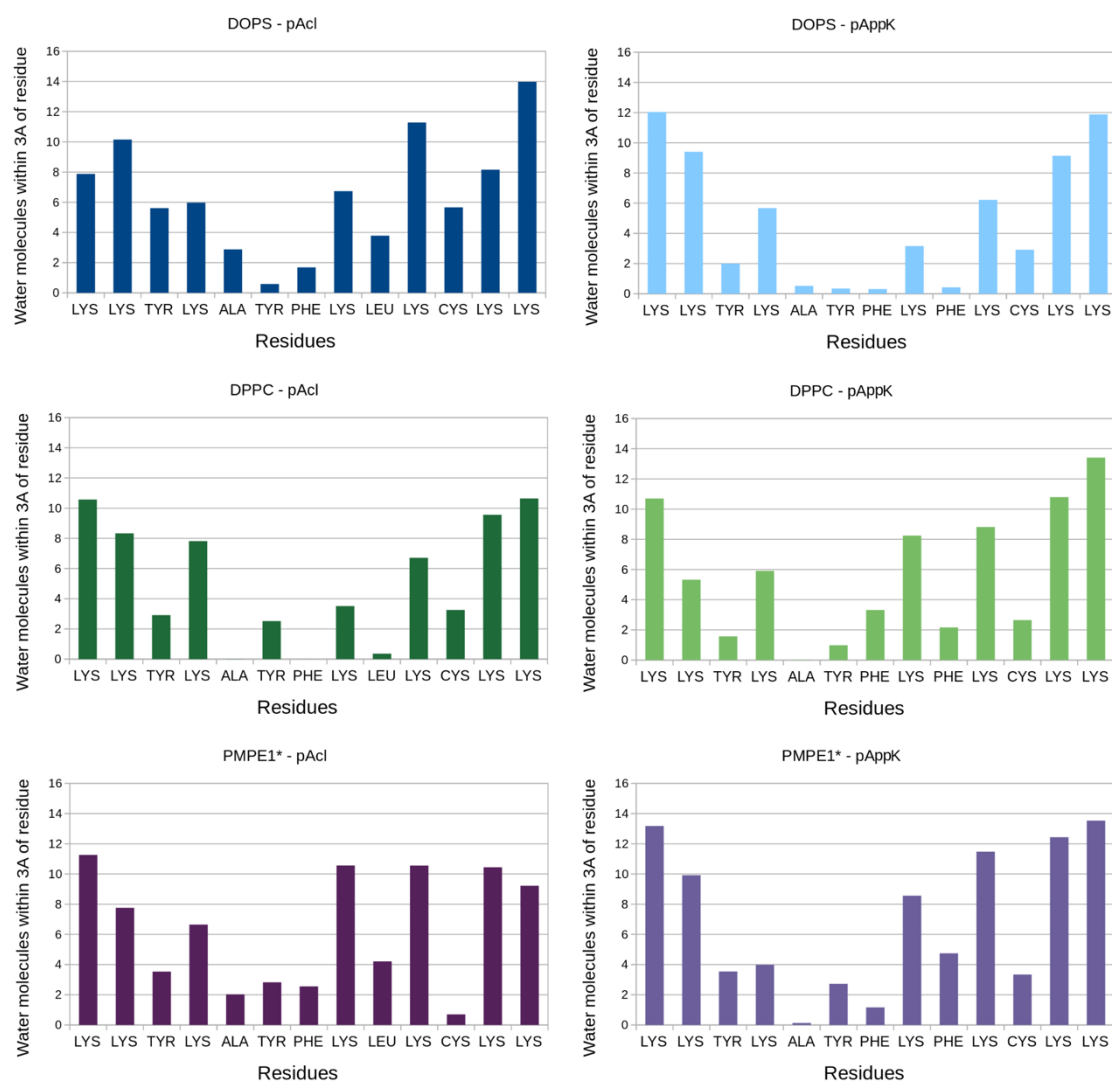 DOPS - pAcl
Water molecules within 3A of residue
16
14
12
10
8
6
4
2
0
LYS LYS TYR LYS ALA TYR PHE LYS LEU LYS CYS LYS LYS
Residues
DOPS - pAppK
Water molecules within 3A of residue
16
14
12
10
8
6
4
2
0
LYS LYS TYR LYS ALA TYR PHE LYS PHE LYS CYS LYS LYS
Residues
DPPC - pAcl
Water molecules within 3A of residue
16
14
12
10
8
6
4
2
0
LYS LYS TYR LYS ALA TYR PHE LYS LEU LYS CYS LYS LYS
Residues
DPPC - pAppK
Water molecules within 3A of residue
16
14
12
10
8
6
4
2
0
LYS LYS TYR LYS ALA TYR PHE LYS PHE LYS CYS LYS LYS
Residues
PMPE1* - pAcl
Water molecules within 3A of residue
16
14
12
10
8
6
4
2
0
LYS LYS TYR LYS ALA TYR PHE LYS LEU LYS CYS LYS LYS
Residues
PMPE1* - pAppK
Water molecules within 3A of residue
16
14
12
10
8
6
4
2
0
LYS LYS TYR LYS ALA TYR PHE LYS PHE LYS CYS LYS LYS
Residues